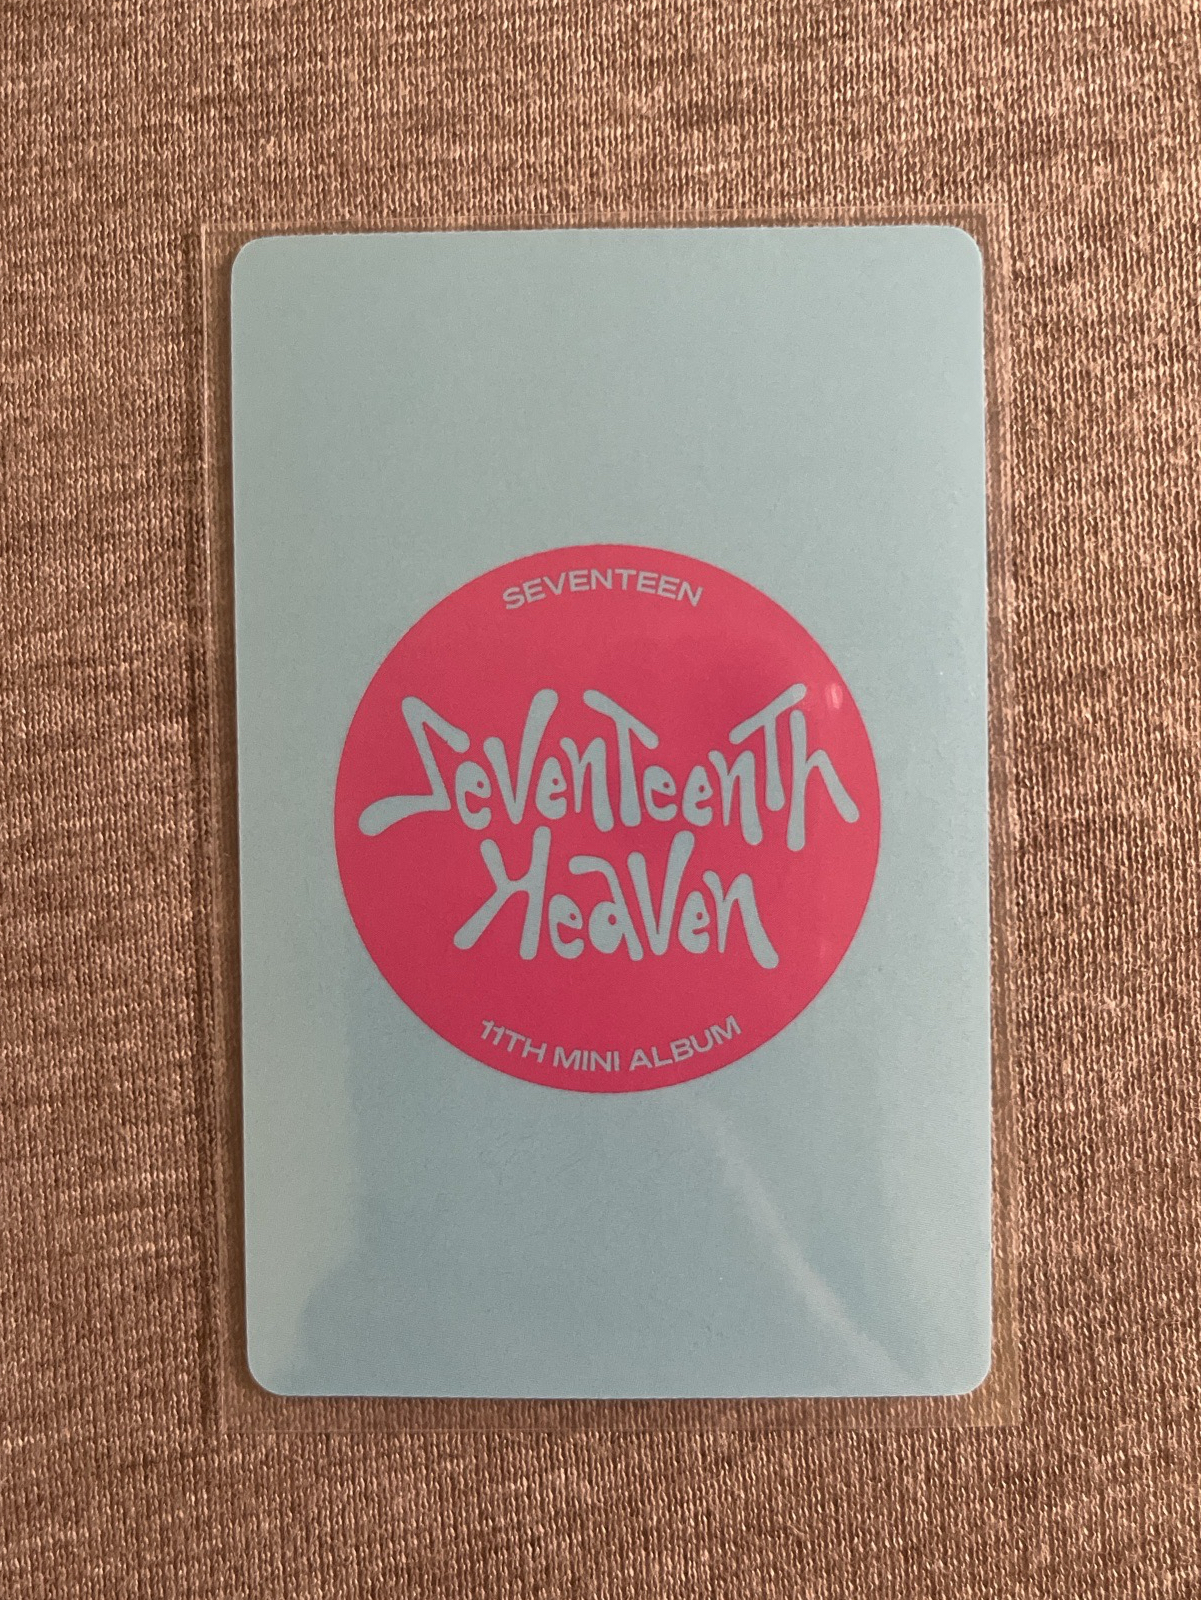 SEVENTEEN
SevenTeenTh
Heaven
11TH MINI ALBUM